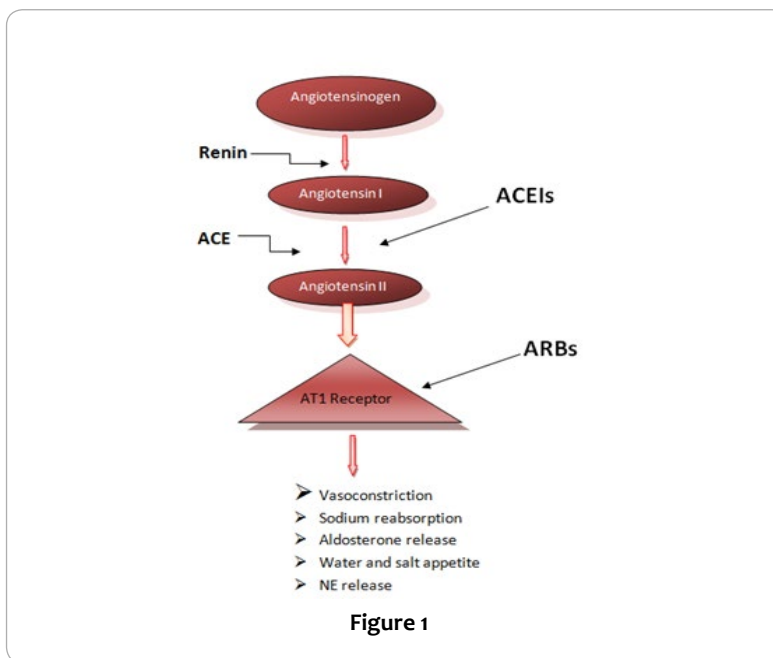 Angiotensinogen
Renin
Angiotensin I
ACEIs
ACE
Angiotensin II
ARBs
AT1 Receptor
Vasoconstriction
Sodium reabsorption
Aldosterone release
Water and salt appetite
NE release
Figure 1